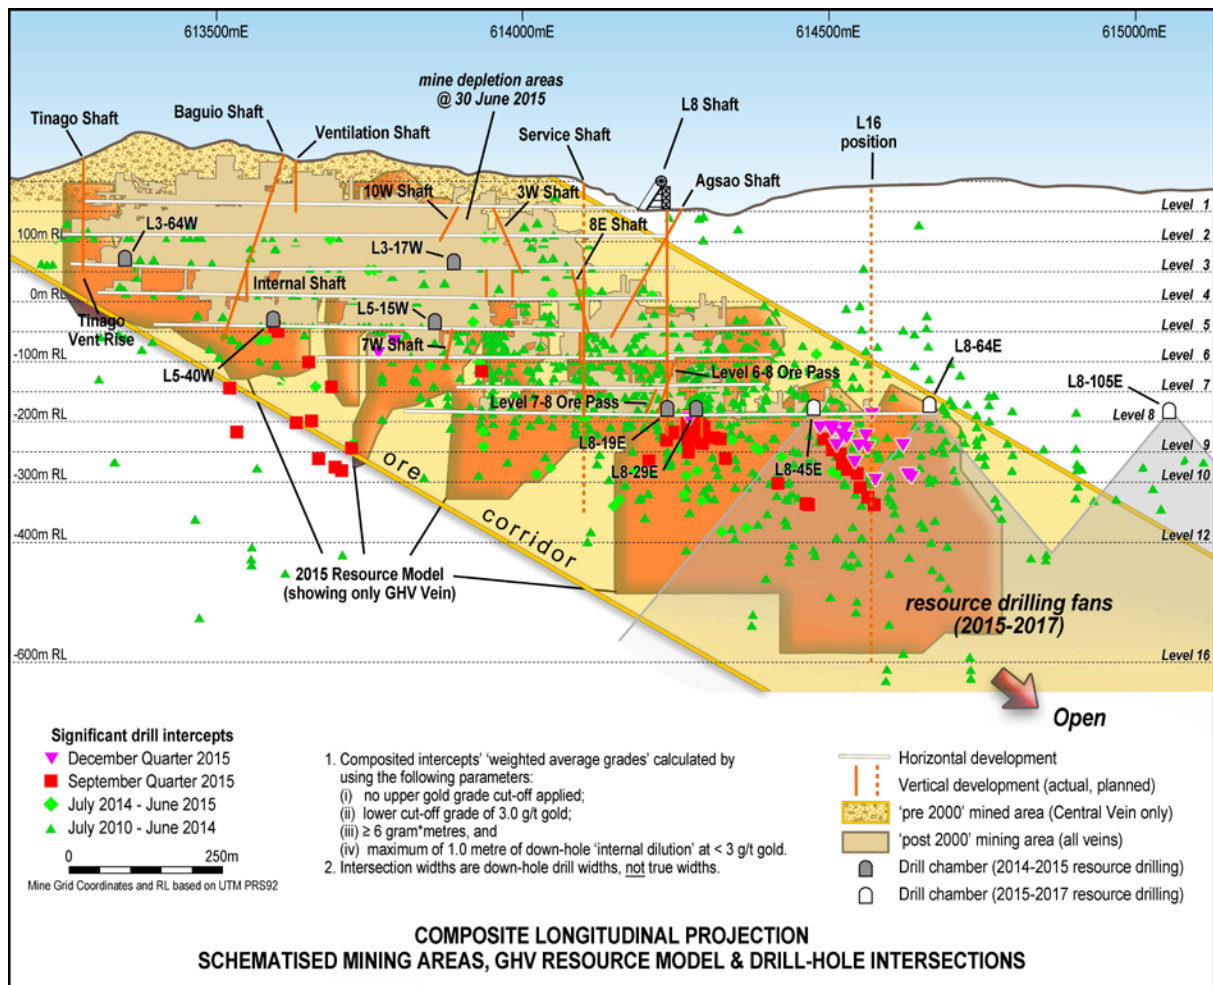 613500mE
614000mE
614500mE
615000mE
mine depletion areas
@ 30 June 2015
Tinago Shaft
Baguio Shaft
Ventilation Shaft
Service Shaft
L8 Shaft
L16
position
10W Shaft
3W Shaft
Agsao Shaft
8E Shaft
L3-64W
L3-17W
Internal Shaft
L5-15W
Tinago
Vent Rise
7W Shaft
L5-40W
Level 6-8 Ore Pass
Level 7-8 Ore Pass
L8-19E
L8-29E
L8-45E
L8-64E
L8-105E
100m RL
0m RL
-100m RL
-200m RL
-300m RL
-400m RL
-600m RL
Level 1
Level 2
Level 3
Level 4
Level 5
Level 6
Level 7
Level 8
Level 9
Level 10
Level 12
Level 16
ore corridor
2015 Resource Model
(showing only GHV Vein)
resource drilling fans
(2015-2017)
Open
Significant drill intercepts
December Quarter 2015
September Quarter 2015
July 2014 - June 2015
July 2010 - June 2014
0 250m
Mine Grid Coordinates and RL based on UTM PRS92
1. Composited intercepts' 'weighted average grades' calculated by
using the following parameters:
(i) no upper gold grade cut-off applied;
(ii) lower cut-off grade of 3.0 g/t gold;
(iii) ≥ 6 gram*metres, and
(iv) maximum of 1.0 metre of down-hole 'internal dilution' at < 3 g/t gold.
2. Intersection widths are down-hole drill widths, not true widths.
Horizontal development
Vertical development (actual, planned)
'pre 2000' mined area (Central Vein only)
'post 2000' mining area (all veins)
Drill chamber (2014-2015 resource drilling)
Drill chamber (2015-2017 resource drilling)
COMPOSITE LONGITUDINAL PROJECTION
SCHEMATISED MINING AREAS, GHV RESOURCE MODEL & DRILL-HOLE INTERSECTIONS